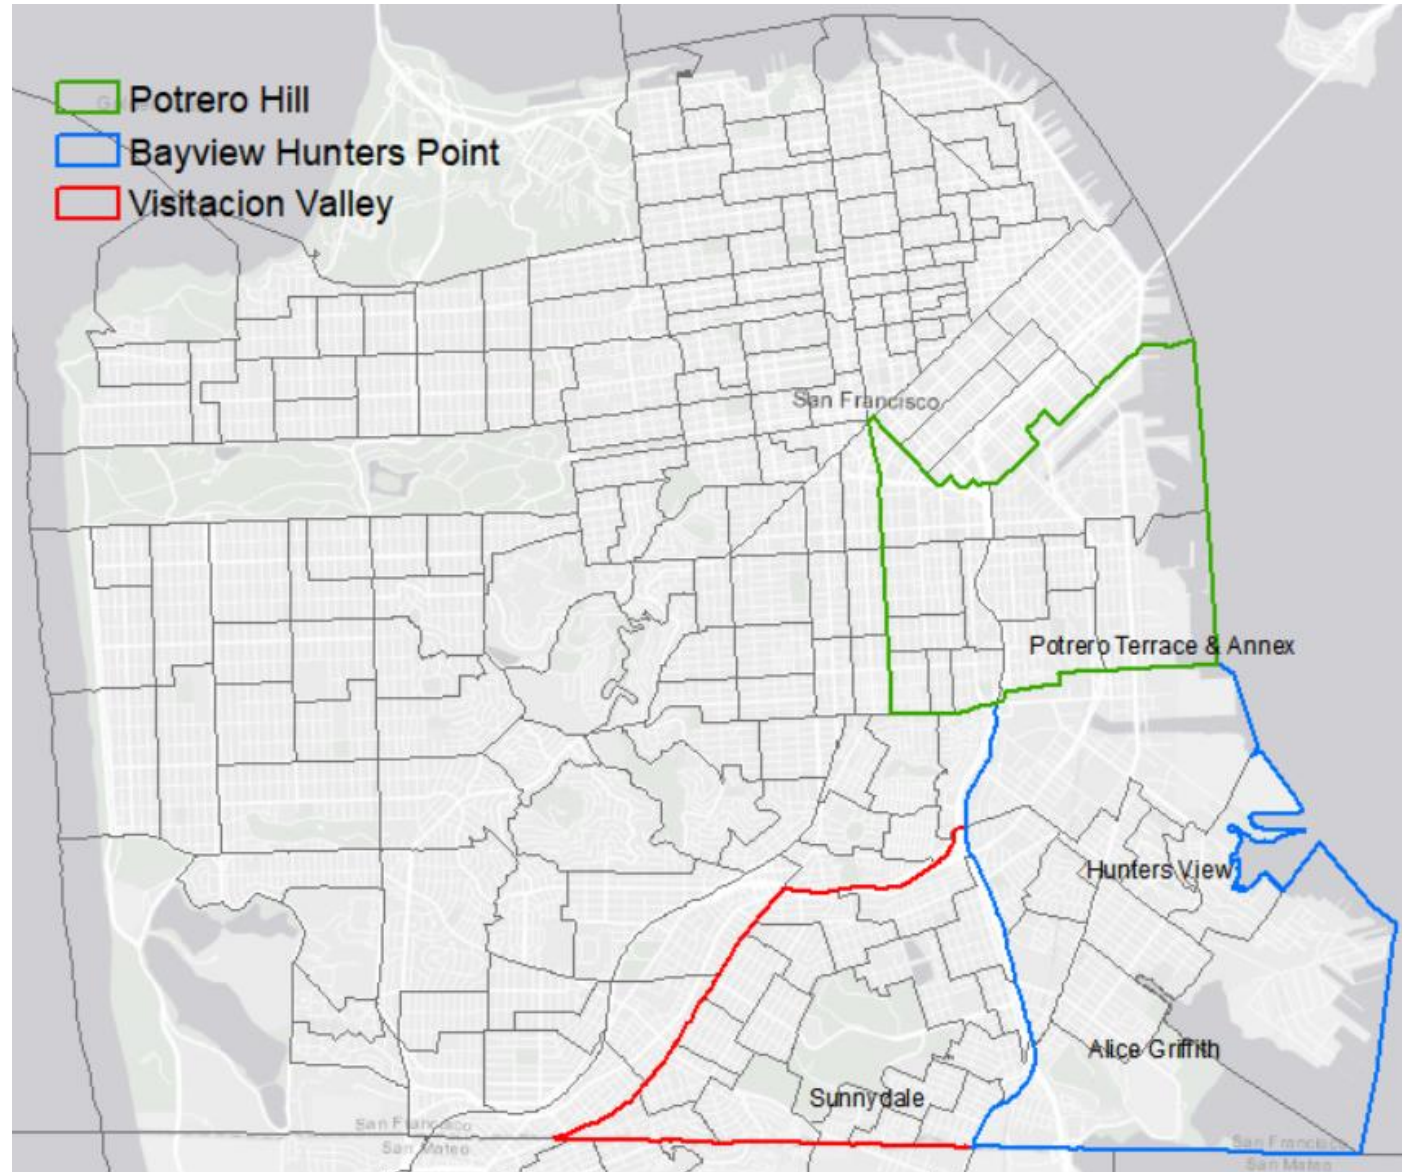 Potrero Hill
Bayview Hunters Point
Visitacion Valley
San Francisco
Potrero Terrace & Annex
Hunters View
Alice Griffith
Sunnydale
San Francisco
San Mateo
San Francisco
San Mateo